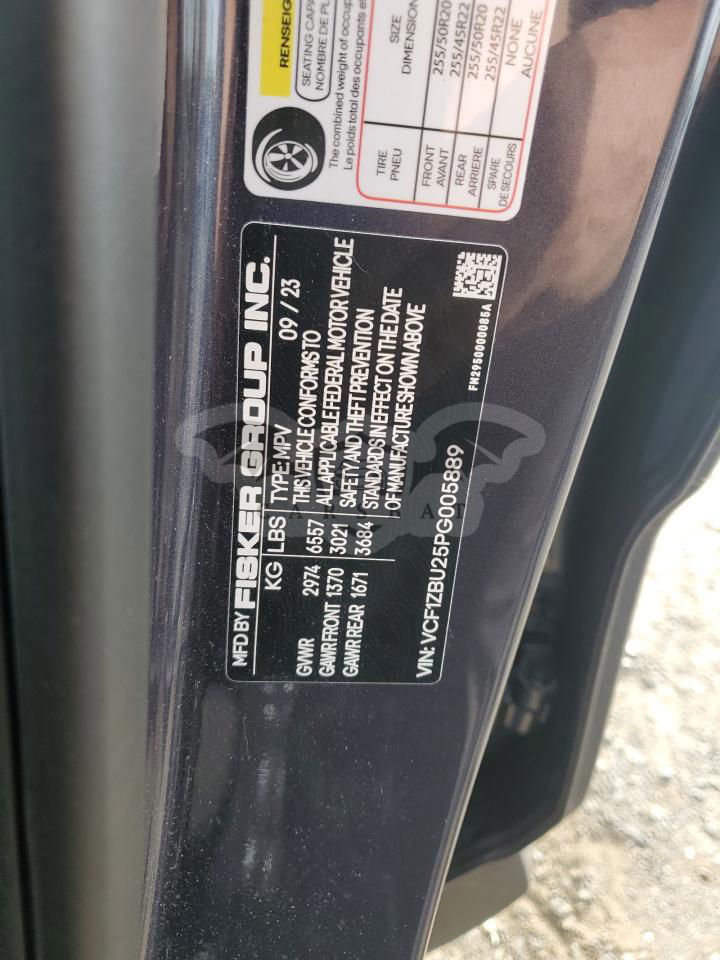 MFD BY FISKER GROUP INC.
KG LBS TYPE:MPV 09 / 23
GVWR 2974 6557
GAWR FRONT 1370 3021
GAWR REAR 1671 3684
THIS VEHICLE CONFORMS TO
ALL APPLICABLE FEDERAL MOTOR VEHICLE
SAFETY AND THEFT PREVENTION
STANDARDS IN EFFECT ON THE DATE
OF MANUFACTURE SHOWN ABOVE
VIN: VCF1ZBU25PG005889
FM2950000085A
RENSEIG
SEATING CAPA
NOMBRE DE PL
The combined weight of occup
Le poids total des occupants et
TIRE
PNEU
SIZE
DIMENSION
FRONT
AVANT
255/50R20
255/45R22
REAR
ARRIERE
255/50R20
255/45R22
SPARE
DE SECOURS
NONE
AUCUNE